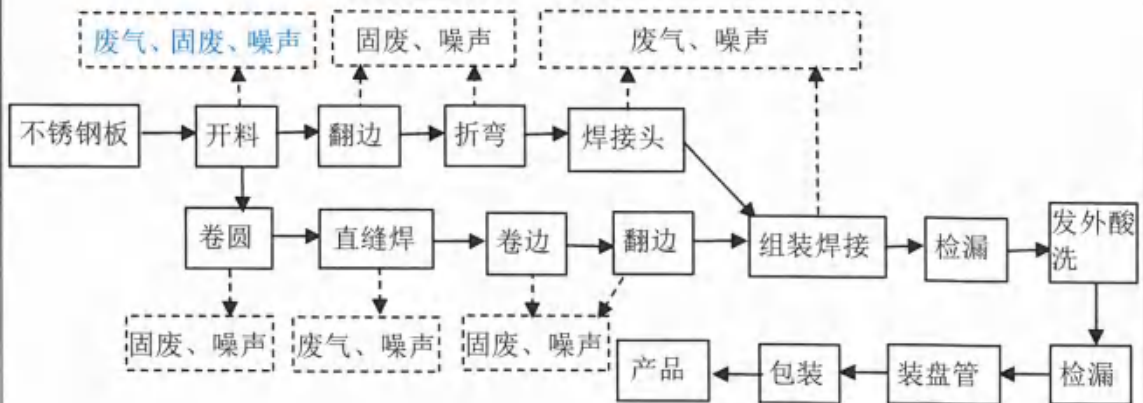 废气、固废、噪声
固废、噪声
废气、噪声
不锈钢板
开料
翻边
折弯
焊接头
卷圆
直缝焊
卷边
翻边
组装焊接
检漏
发外酸
洗
固废、噪声
废气、噪声
固废、噪声
产品
包装
装盘管
检漏